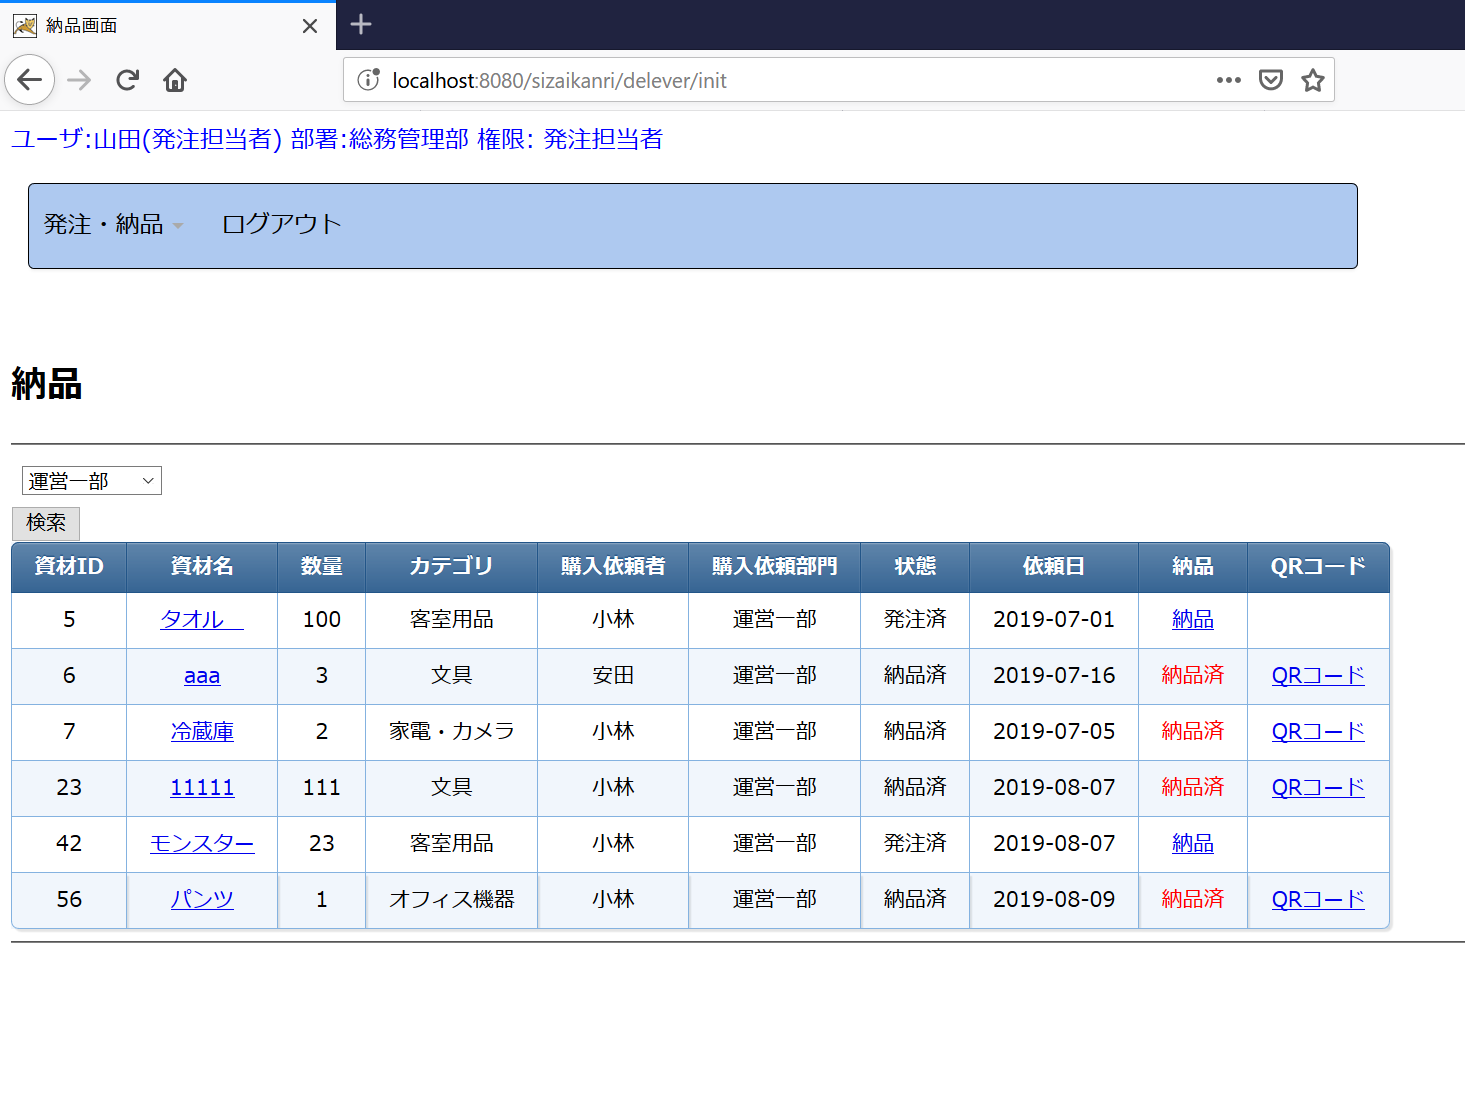 納品画面
localhost:8080/sizaikanri/delever/init
ユーザ:山田(発注担当者) 部署:総務管理部 権限: 発注担当者
発注・納品 ログアウト
納品
運営一部
検索
資材ID 資材名 数量 カテゴリ 購入依頼者 購入依頼部門 状態 依頼日 納品 QRコード
5 タオル 100 客室用品 小林 運営一部 発注済 2019-07-01 納品
6 aaa 3 文具 安田 運営一部 納品済 2019-07-16 納品済 QRコード
7 冷蔵庫 2 家電・カメラ 小林 運営一部 納品済 2019-07-05 納品済 QRコード
23 11111 111 文具 小林 運営一部 納品済 2019-08-07 納品済 QRコード
42 モンスター 23 客室用品 小林 運営一部 発注済 2019-08-07 納品
56 パンツ 1 オフィス機器 小林 運営一部 納品済 2019-08-09 納品済 QRコード